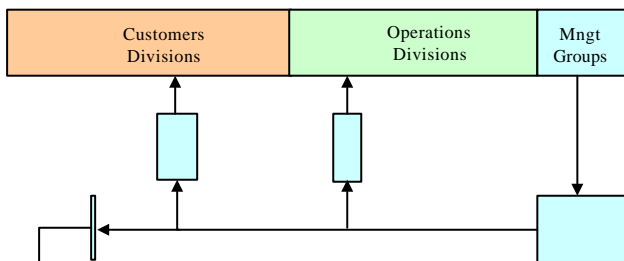 Customers
Divisions
Operations
Divisions
Mngt
Groups